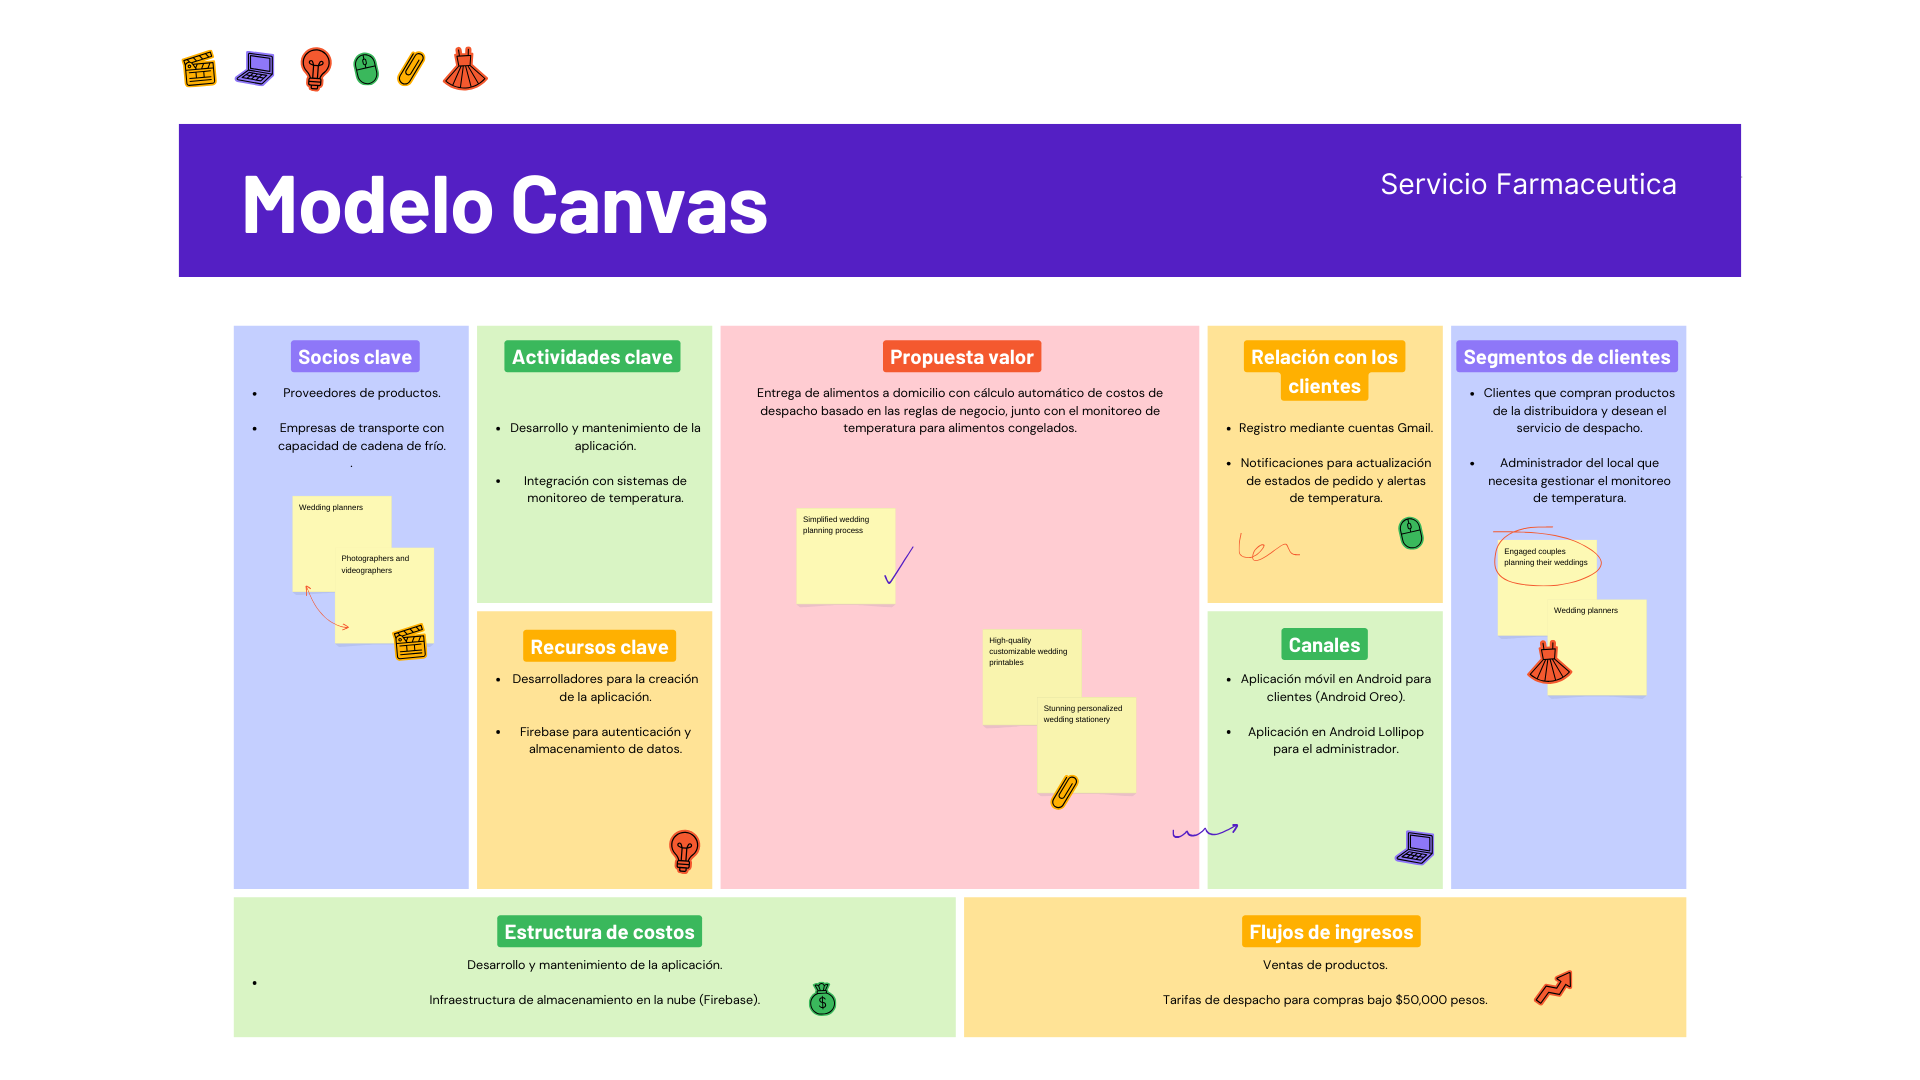 Modelo Canvas
Servicio Farmaceutica
Socios clave
• Proveedores de productos.
• Empresas de transporte con
capacidad de cadena de frío.
.
Wedding planners
Photographers and
videographers
Actividades clave
• Desarrollo y mantenimiento de la
aplicación.
• Integración con sistemas de
monitoreo de temperatura.
Recursos clave
• Desarrolladores para la creación
de la aplicación.
• Firebase para autenticación y
almacenamiento de datos.
Propuesta valor
Entrega de alimentos a domicilio con cálculo automático de costos de
despacho basado en las reglas de negocio, junto con el monitoreo de
temperatura para alimentos congelados.
Simplified wedding
planning process
High-quality
customizable wedding
printables
Stunning personalized
wedding stationery
Relación con los
clientes
• Registro mediante cuentas Gmail.
• Notificaciones para actualización
de estados de pedido y alertas
de temperatura.
Canales
• Aplicación móvil en Android para
clientes (Android Oreo).
• Aplicación en Android Lollipop
para el administrador.
Segmentos de clientes
• Clientes que compran productos
de la distribuidora y desean el
servicio de despacho.
• Administrador del local que
necesita gestionar el monitoreo
de temperatura.
Engaged couples
planning their weddings
Wedding planners
Estructura de costos
Desarrollo y mantenimiento de la aplicación.
•
Infraestructura de almacenamiento en la nube (Firebase).
$
Flujos de ingresos
Ventas de productos.
Tarifas de despacho para compras bajo $50,000 pesos.